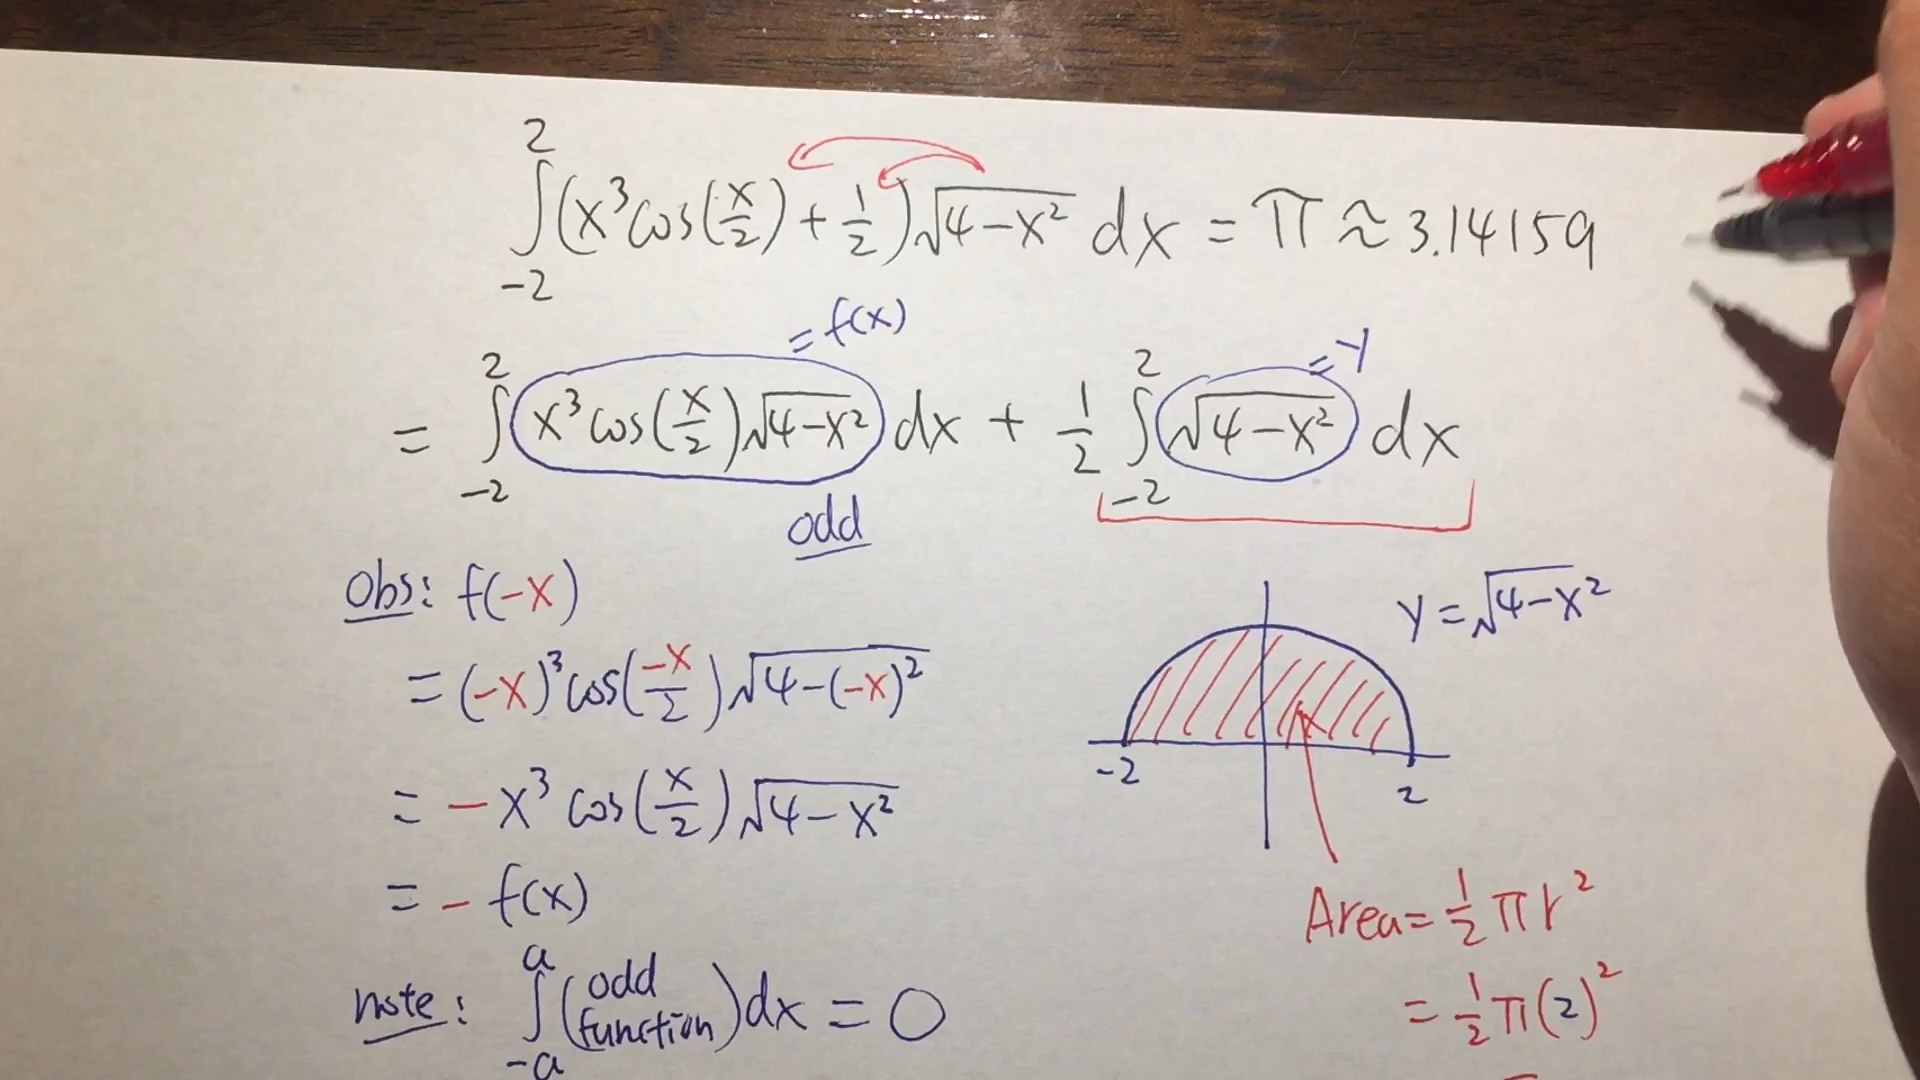 ∫_{-2}^{2} (x³cos(x/2) + 1/2)√(4-x²) dx = π ≈ 3.14159
= f(x)
= y
= ∫_{-2}^{2} x³cos(x/2)√(4-x²) dx + 1/2 ∫_{-2}^{2} √(4-x²) dx
odd
Obs: f(-x)
= (-x)³cos(-x/2)√(4-(-x)²)
= -x³cos(x/2)√(4-x²)
= -f(x)
note: ∫_{-a}^{a} (odd function)dx = 0
y = √(4-x²)
-2
2
Area = 1/2 πr²
= 1/2 π(2)²